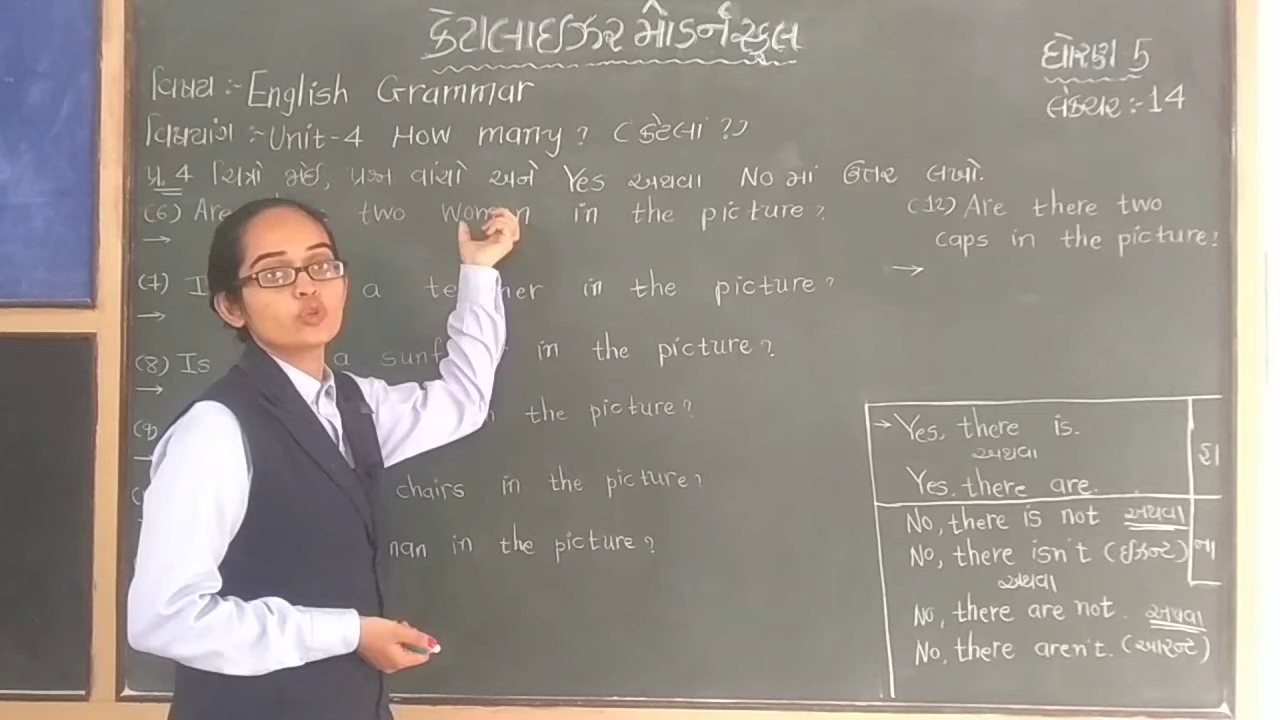 કેટાલાઇઝર મોર્ડન સ્કૂલ
ધોરણ 5
વિષય :- English Grammar
લેક્ચર :- 14
વિષયાંગ :- Unit-4 How many? (કેટલાં ?)
પ્ર. 4 ચિત્રો જોઈ, પ્રશ્ન વાંચો અને Yes અથવા No માં ઉત્તર લખો.
(6) Are two in the picture?
→
(7) a in the picture?
→
(8) Is a in the picture?
→
the picture?
chairs in the picture?
in the picture?
(12) Are there two
caps in the picture?
→
→ Yes, there is.
અથવા
Yes, there are.
હા
No, there is not અથવા
No, there isn't (ઈઝન્ટ)
ના
અથવા
No, there are not. અથવા
No, there aren't. (આરન્ટ)